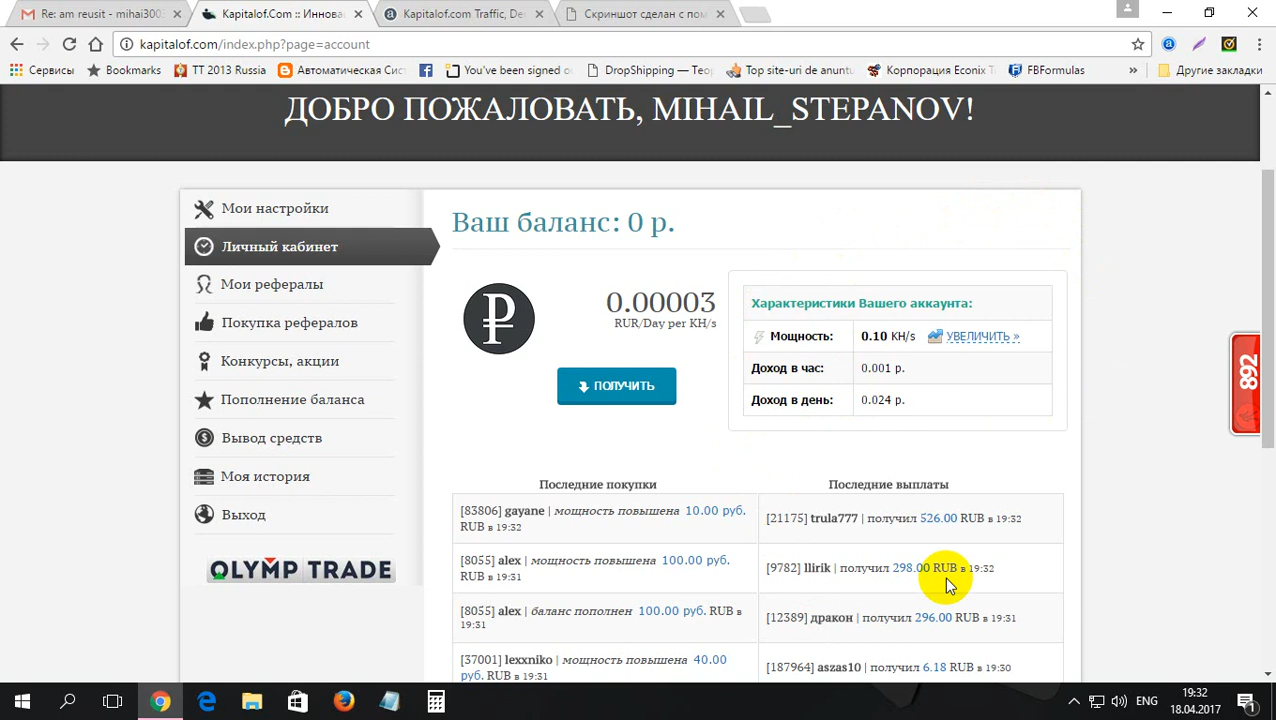 Re: am reusit - mihai300
Kapitalof.Com :: Иннова
Kapitalof.com Traffic, De
Скриншот сделан с пом
kapitalof.com/index.php?page=account
Сервисы
Bookmarks
TT 2013 Russia
Автоматическая Сис
You've been signed o
DropShipping — Teo
Top site-uri de anuntu
Корпорация Econix T
FBFormulas
»
Другие закладки
ДОБРО ПОЖАЛОВАТЬ, MIHAIL_STEPANOV!
Мои настройки
Личный кабинет
Мои рефералы
Покупка рефералов
Конкурсы, акции
Пополнение баланса
Вывод средств
Моя история
Выход
OLYMP TRADE
Ваш баланс: 0 р.
0.00003
RUR/Day per KH/s
ПОЛУЧИТЬ
Характеристики Вашего аккаунта:
Мощность: 0.10 KH/s УВЕЛИЧИТЬ »
Доход в час: 0.001 р.
Доход в день: 0.024 р.
892
Последние покупки
[83806] gayane | мощность повышена 10.00 руб.
RUB в 19:32
[8055] alex | мощность повышена 100.00 руб.
RUB в 19:31
[8055] alex | баланс пополнен 100.00 руб. RUB в
19:31
[37001] lexxniko | мощность повышена 40.00
руб. RUB в 19:31
Последние выплаты
[21175] trula777 | получил 526.00 RUB в 19:32
[9782] llirik | получил 298.00 RUB в 19:32
[12389] дракон | получил 296.00 RUB в 19:31
[187964] aszas10 | получил 6.18 RUB в 19:30
ENG
19:32
18.04.2017
1